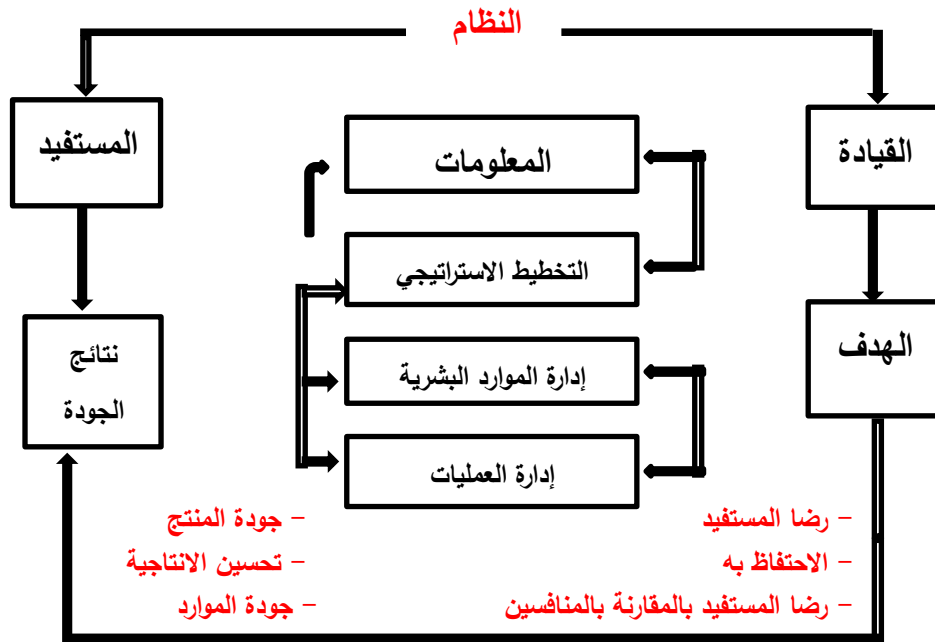 النظام
القيادة
المعلومات
المستفيد
التخطيط الاستراتيجي
الهدف
نتائج
الجودة
إدارة الموارد البشرية
إدارة العمليات
- رضا المستفيد
- الاحتفاظ به
- رضا المستفيد بالمقارنة بالمنافسين
- جودة المنتج
- تحسين الانتاجية
- جودة الموارد